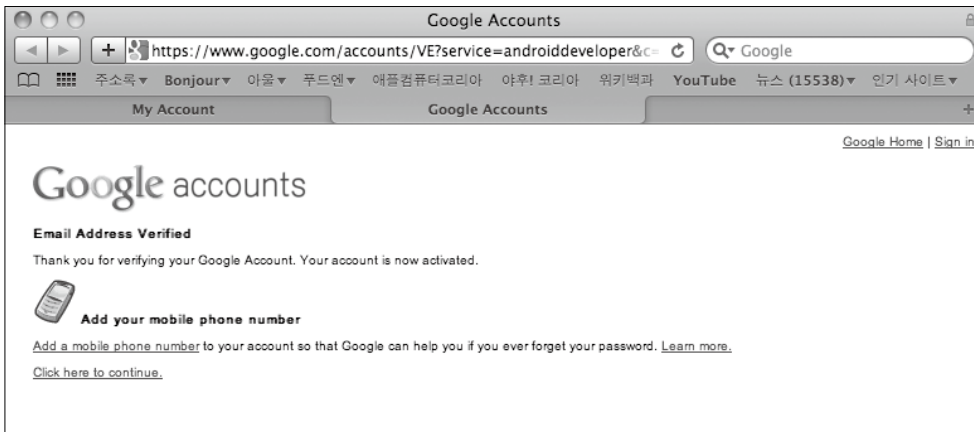 Google Accounts
https://www.google.com/accounts/VE?service=androiddeveloper&c= Google
주소록 Bonjour 아울 푸드엔 애플컴퓨터코리아 야후! 코리아 위키백과 YouTube 뉴스 (15538) 인기 사이트
My Account Google Accounts
Google Home | Sign in
Google accounts
Email Address Verified
Thank you for verifying your Google Account. Your account is now activated.
Add your mobile phone number
Add a mobile phone number to your account so that Google can help you if you ever forget your password. Learn more.
Click here to continue.